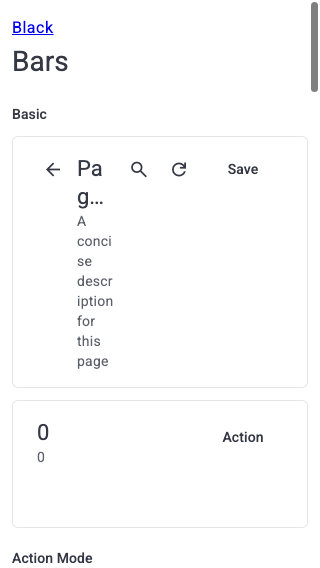 Black
Bars
Basic
Pa
g...
Save
A
conci
se
descr
iption
for
this
page
0
0
Action
Action Mode